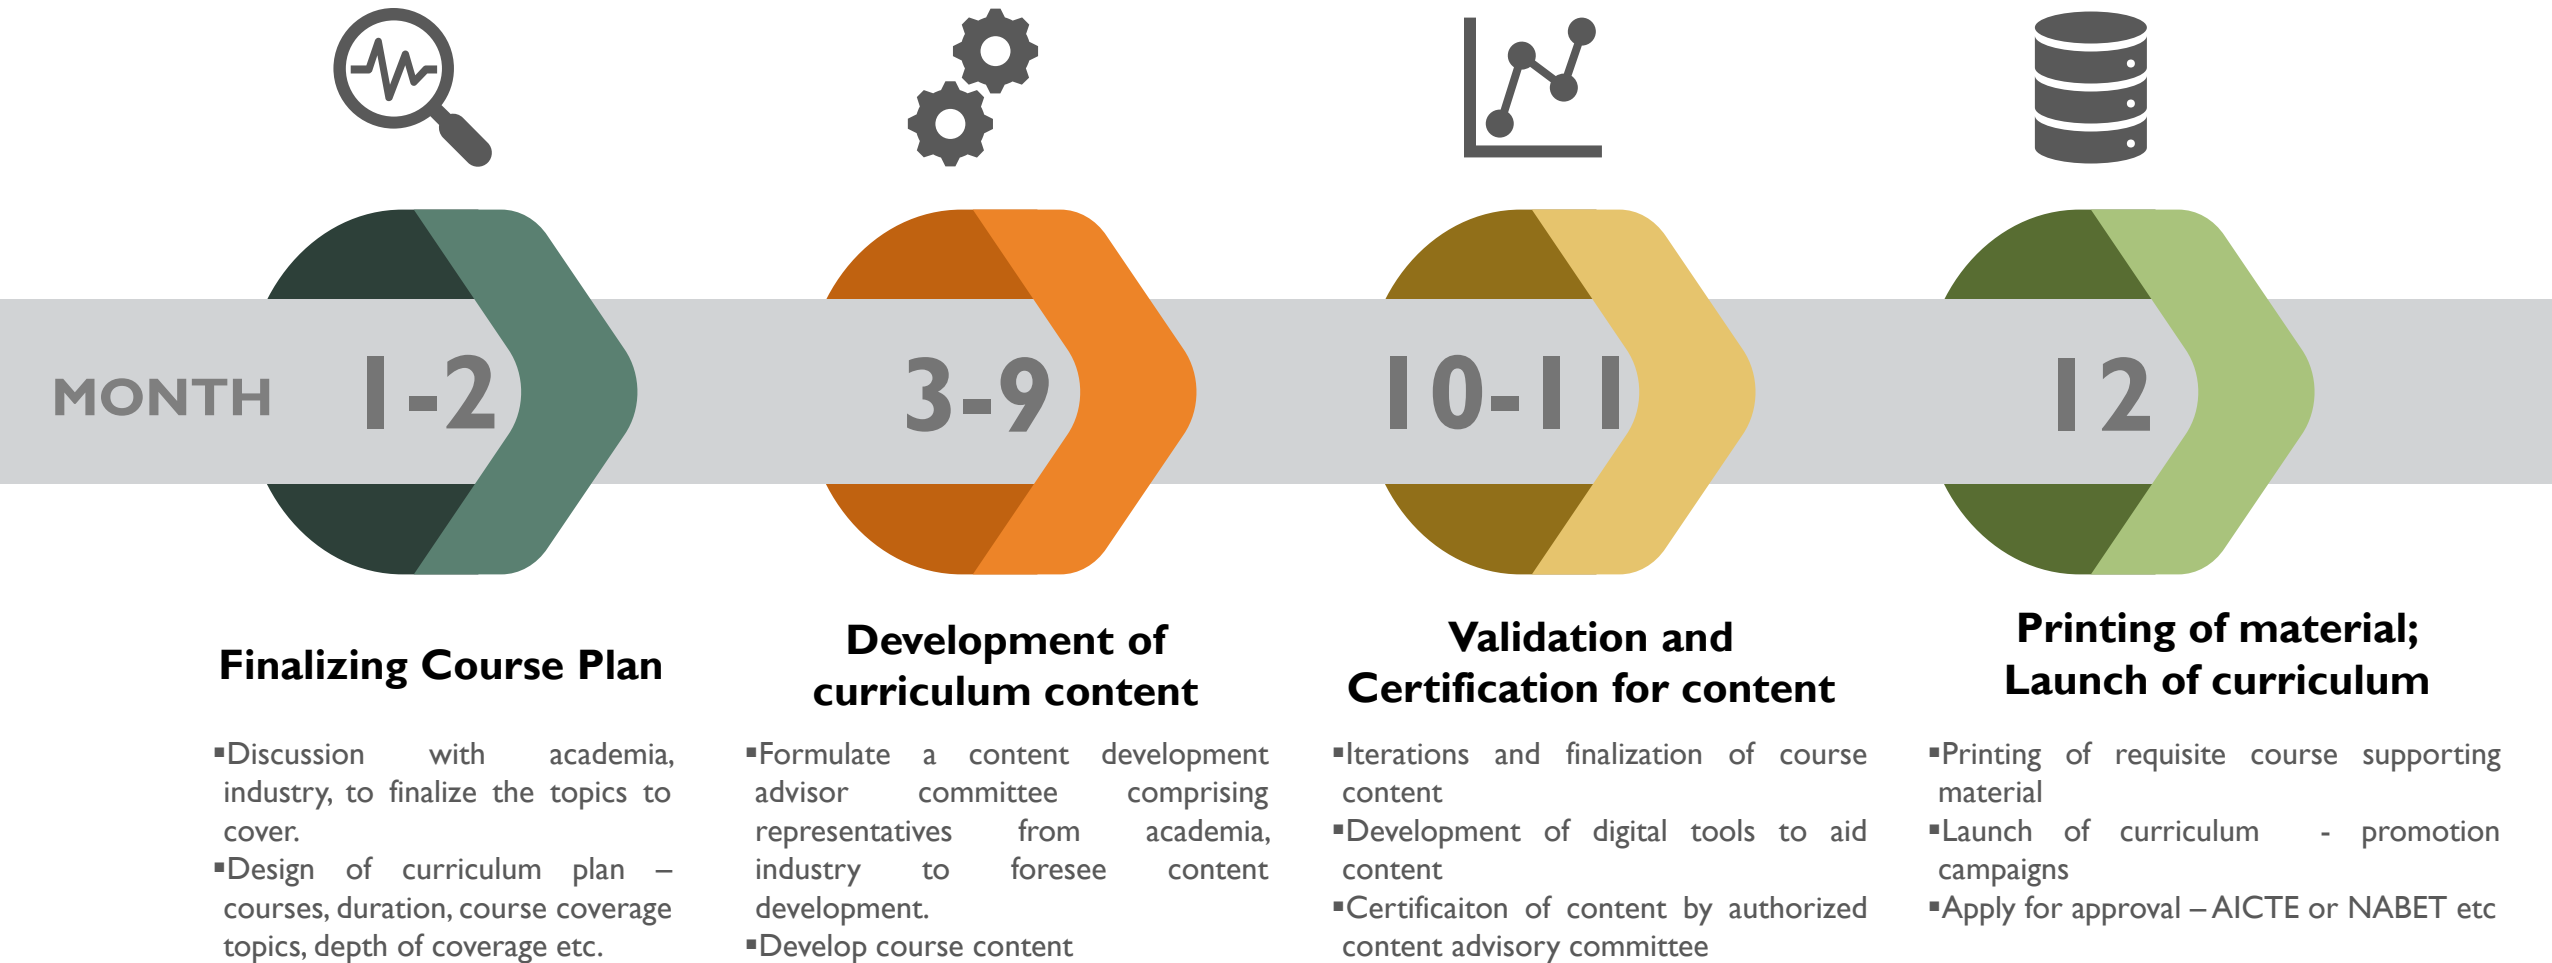 MONTH
1-2
3-9
10-11
12
Finalizing Course Plan
▪Discussion with academia,
industry, to finalize the topics to
cover.
▪Design of curriculum plan –
courses, duration, course coverage
topics, depth of coverage etc.
Development of
curriculum content
▪Formulate a content development
advisor committee comprising
representatives from academia,
industry to foresee content
development.
▪Develop course content
Validation and
Certification for content
▪Iterations and finalization of course
content
▪Development of digital tools to aid
content
▪Certificaiton of content by authorized
content advisory committee
Printing of material;
Launch of curriculum
▪Printing of requisite course supporting
material
▪Launch of curriculum - promotion
campaigns
▪Apply for approval – AICTE or NABET etc